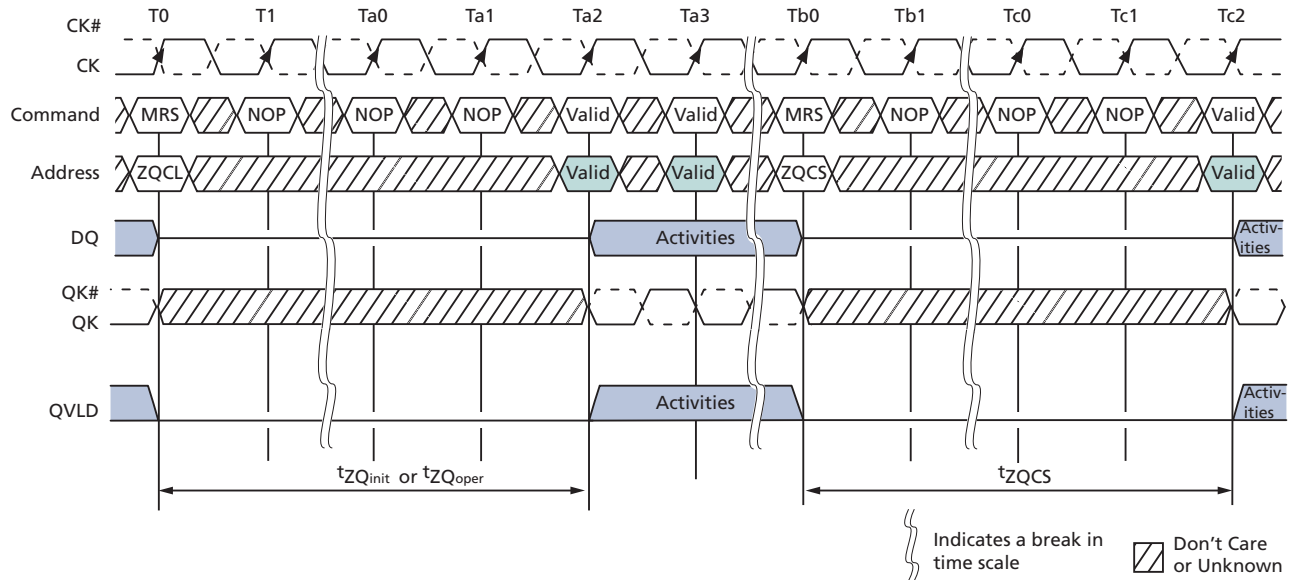 T0 T1 Ta0 Ta1 Ta2 Ta3 Tb0 Tb1 Tc0 Tc1 Tc2
CK#
CK
Command MRS NOP NOP NOP Valid Valid MRS NOP NOP NOP Valid
Address ZQCL Valid Valid ZQCS Valid
DQ Activities Activ-
ities
QK#
QK
QVLD Activities Activ-
ities
tZQinit or tZQoper tZQCS
Indicates a break in
time scale
Don't Care
or Unknown